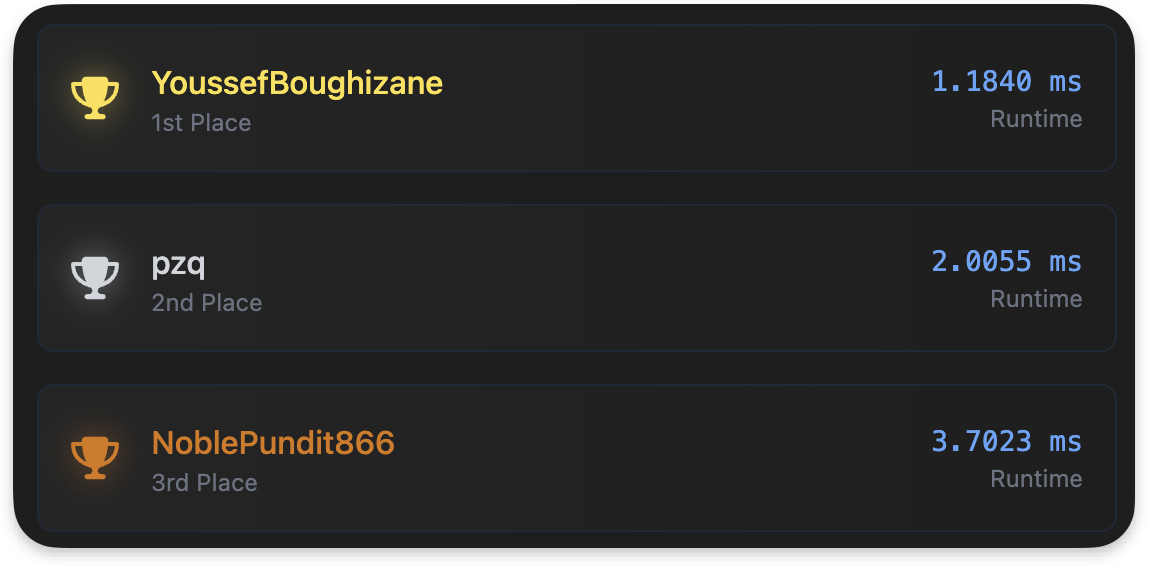 YoussefBoughizane
1st Place
1.1840 ms
Runtime
pzq
2nd Place
2.0055 ms
Runtime
NoblePundit866
3rd Place
3.7023 ms
Runtime